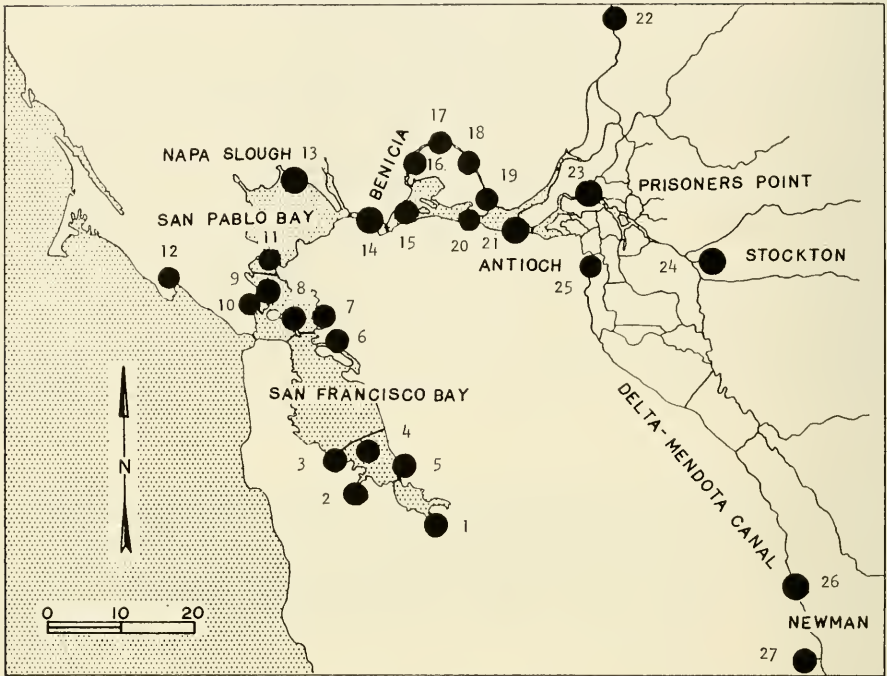 22
17
18
BENICIA
NAPA SLOUGH 13
16
19
23
PRISONERS POINT
SAN PABLO BAY
14
15
20
21
11
12
9
ANTIOCH
24
STOCKTON
25
10
8
7
6
SAN FRANCISCO BAY
DELTA-MENDOTA CANAL
4
3
5
2
N
1
26
0 10 20
NEWMAN
27